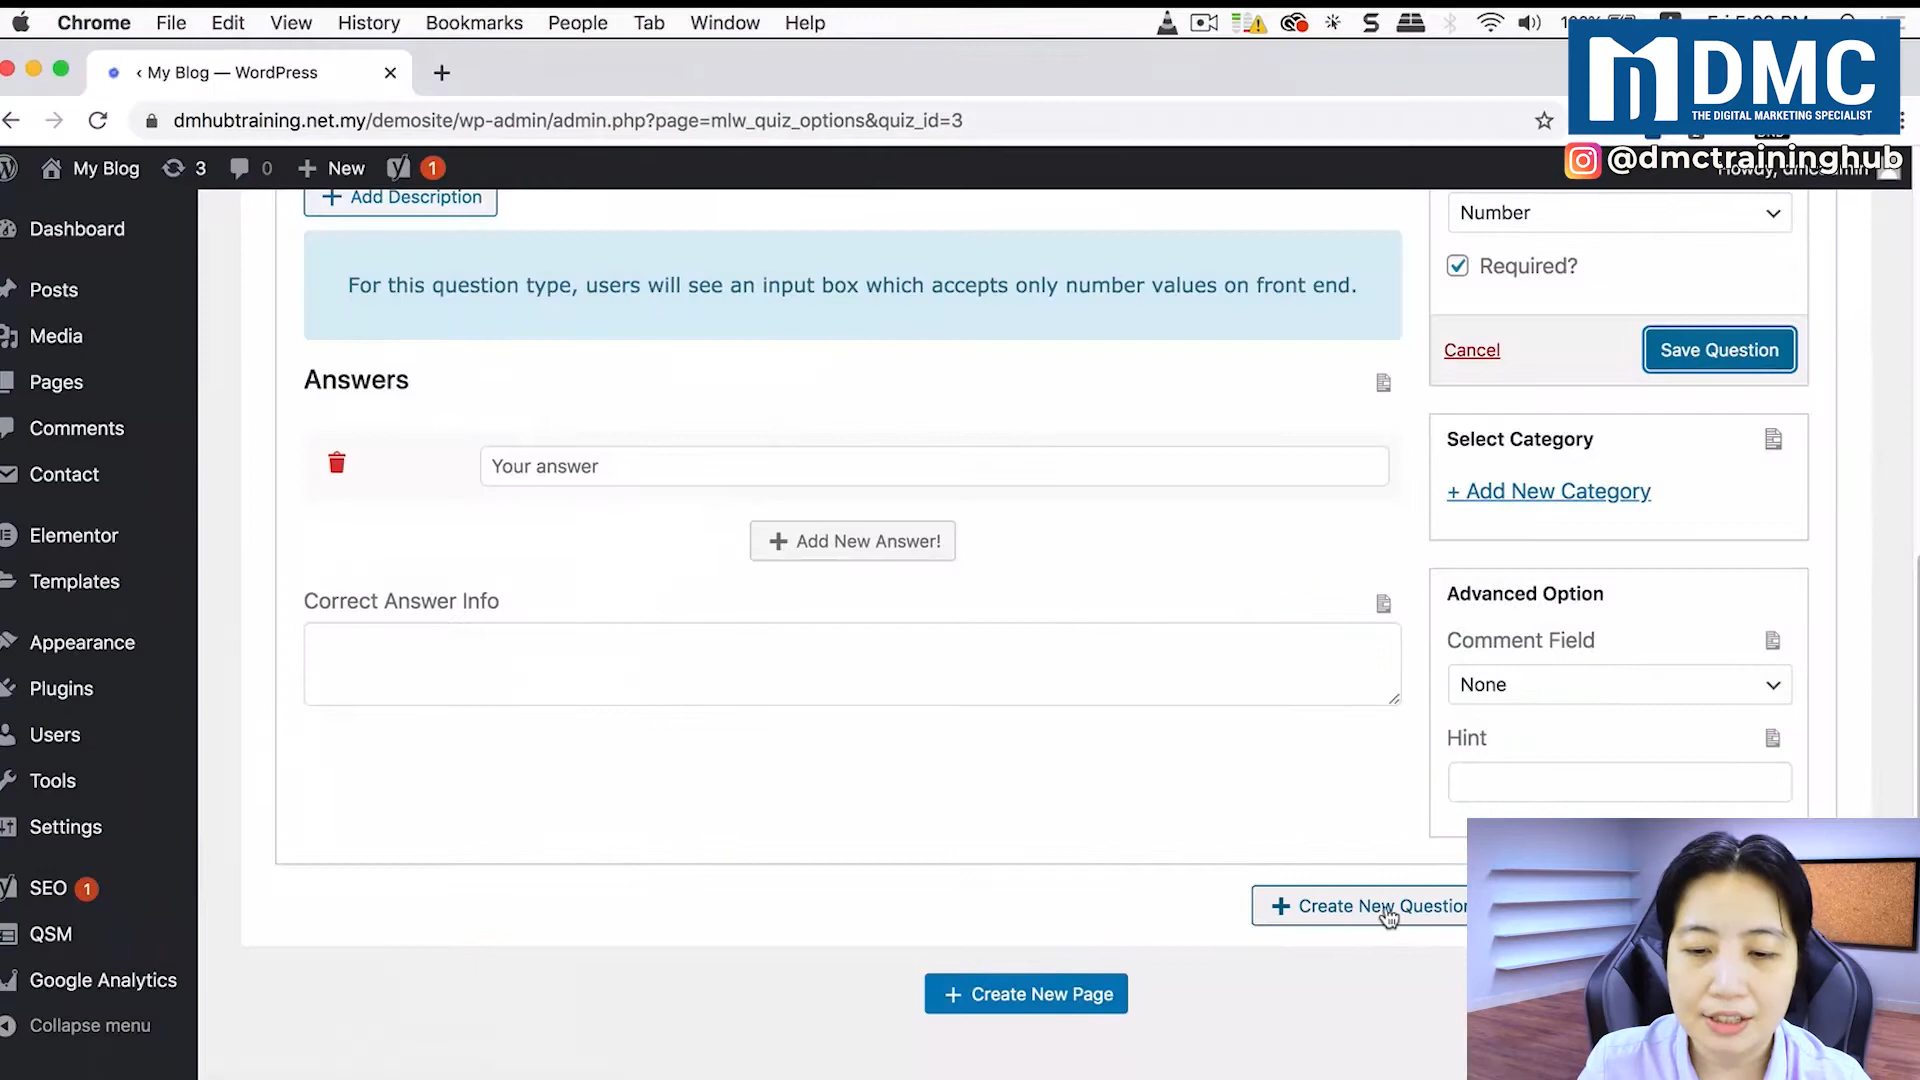 Chrome File Edit View History Bookmarks People Tab Window Help
‹ My Blog — WordPress
dmhubtraining.net.my/demosite/wp-admin/admin.php?page=mlw_quiz_options&quiz_id=3
DMC
THE DIGITAL MARKETING SPECIALIST
@dmctraininghub
My Blog 3 0 New 1
Dashboard
Posts
Media
Pages
Comments
Contact
Elementor
Templates
Appearance
Plugins
Users
Tools
Settings
SEO 1
QSM
Google Analytics
Collapse menu
Add Description
For this question type, users will see an input box which accepts only number values on front end.
Answers
Your answer
Add New Answer!
Correct Answer Info
Number
Required?
Cancel
Save Question
Select Category
+ Add New Category
Advanced Option
Comment Field
None
Hint
Create New Question
Create New Page